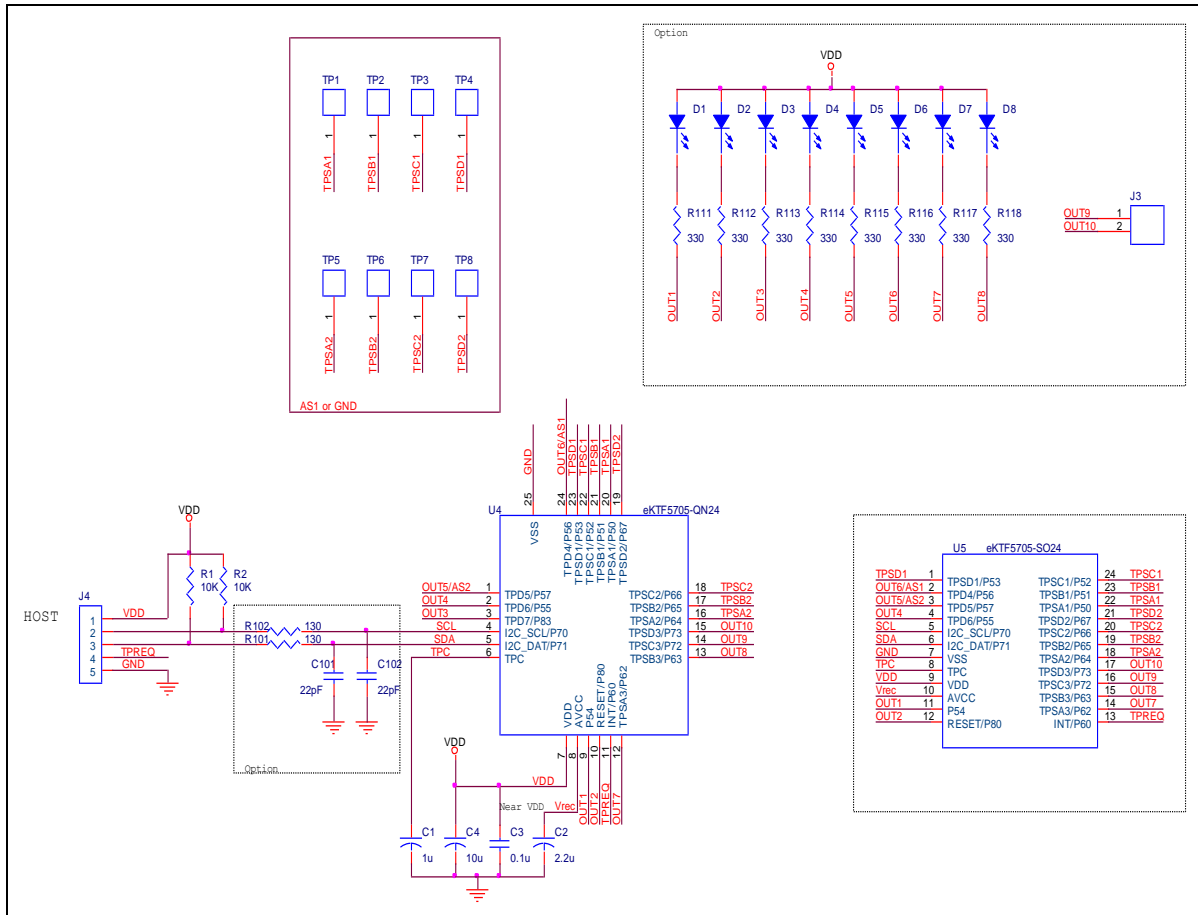 Option
VDD
D1 D2 D3 D4 D5 D6 D7 D8
R111 R112 R113 R114 R115 R116 R117 R118
330 330 330 330 330 330 330 330
OUT1 OUT2 OUT3 OUT4 OUT5 OUT6 OUT7 OUT8
J3
OUT9 1
OUT10 2
TP1 TP2 TP3 TP4
1 1 1 1
TPSA1 TPSB1 TPSC1 TPSD1
TP5 TP6 TP7 TP8
1 1 1 1
TPSA2 TPSB2 TPSC2 TPSD2
AS1 or GND
GND OUT6/AS1 TPSD1 TPSC1 TPSB1 TPSA1 TPSD2
25 24 23 22 21 20 19
U4 eKTF5705-QN24
VSS TPD4/P56 TPSD1/P53 TPSC1/P52 TPSB1/P51 TPSA1/P50 TPSD2/P67
OUT5/AS2 1 TPD5/P57
OUT4 2 TPD6/P55
OUT3 3 TPD7/P83
SCL 4 I2C_SCL/P70
SDA 5 I2C_DAT/P71
TPC 6 TPC
TPSC2/P66 18 TPSC2
TPSB2/P65 17 TPSB2
TPSA2/P64 16 TPSA2
TPSD3/P73 15 OUT10
TPSC3/P72 14 OUT9
TPSB3/P63 13 OUT8
VDD AVCC P54 RESET/P80 INT/P60 TPSA3/P62
7 8 9 10 11 12
VDD
Near VDD Vrec
OUT1 OUT2 TPREQ OUT7
VDD
C1 C4 C3 C2
1u 10u 0.1u 2.2u
VDD
R1 R2
10K 10K
HOST
J4
1 VDD
2
3
4 TPREQ
5 GND
R102 130
R101 130
C101 C102
22pF 22pF
Option
U5 eKTF5705-SO24
TPSD1 1 TPSD1/P53 TPSC1/P52 24 TPSC1
OUT6/AS1 2 TPD4/P56 TPSB1/P51 23 TPSB1
OUT5/AS2 3 TPD5/P57 TPSA1/P50 22 TPSA1
OUT4 4 TPD6/P55 TPSD2/P67 21 TPSD2
SCL 5 I2C_SCL/P70 TPSC2/P66 20 TPSC2
SDA 6 I2C_DAT/P71 TPSB2/P65 19 TPSB2
GND 7 VSS TPSA2/P64 18 TPSA2
TPC 8 TPC TPSD3/P73 17 OUT10
VDD 9 VDD TPSC3/P72 16 OUT9
Vrec 10 AVCC TPSB3/P63 15 OUT8
OUT1 11 P54 TPSA3/P62 14 OUT7
OUT2 12 RESET/P80 INT/P60 13 TPREQ